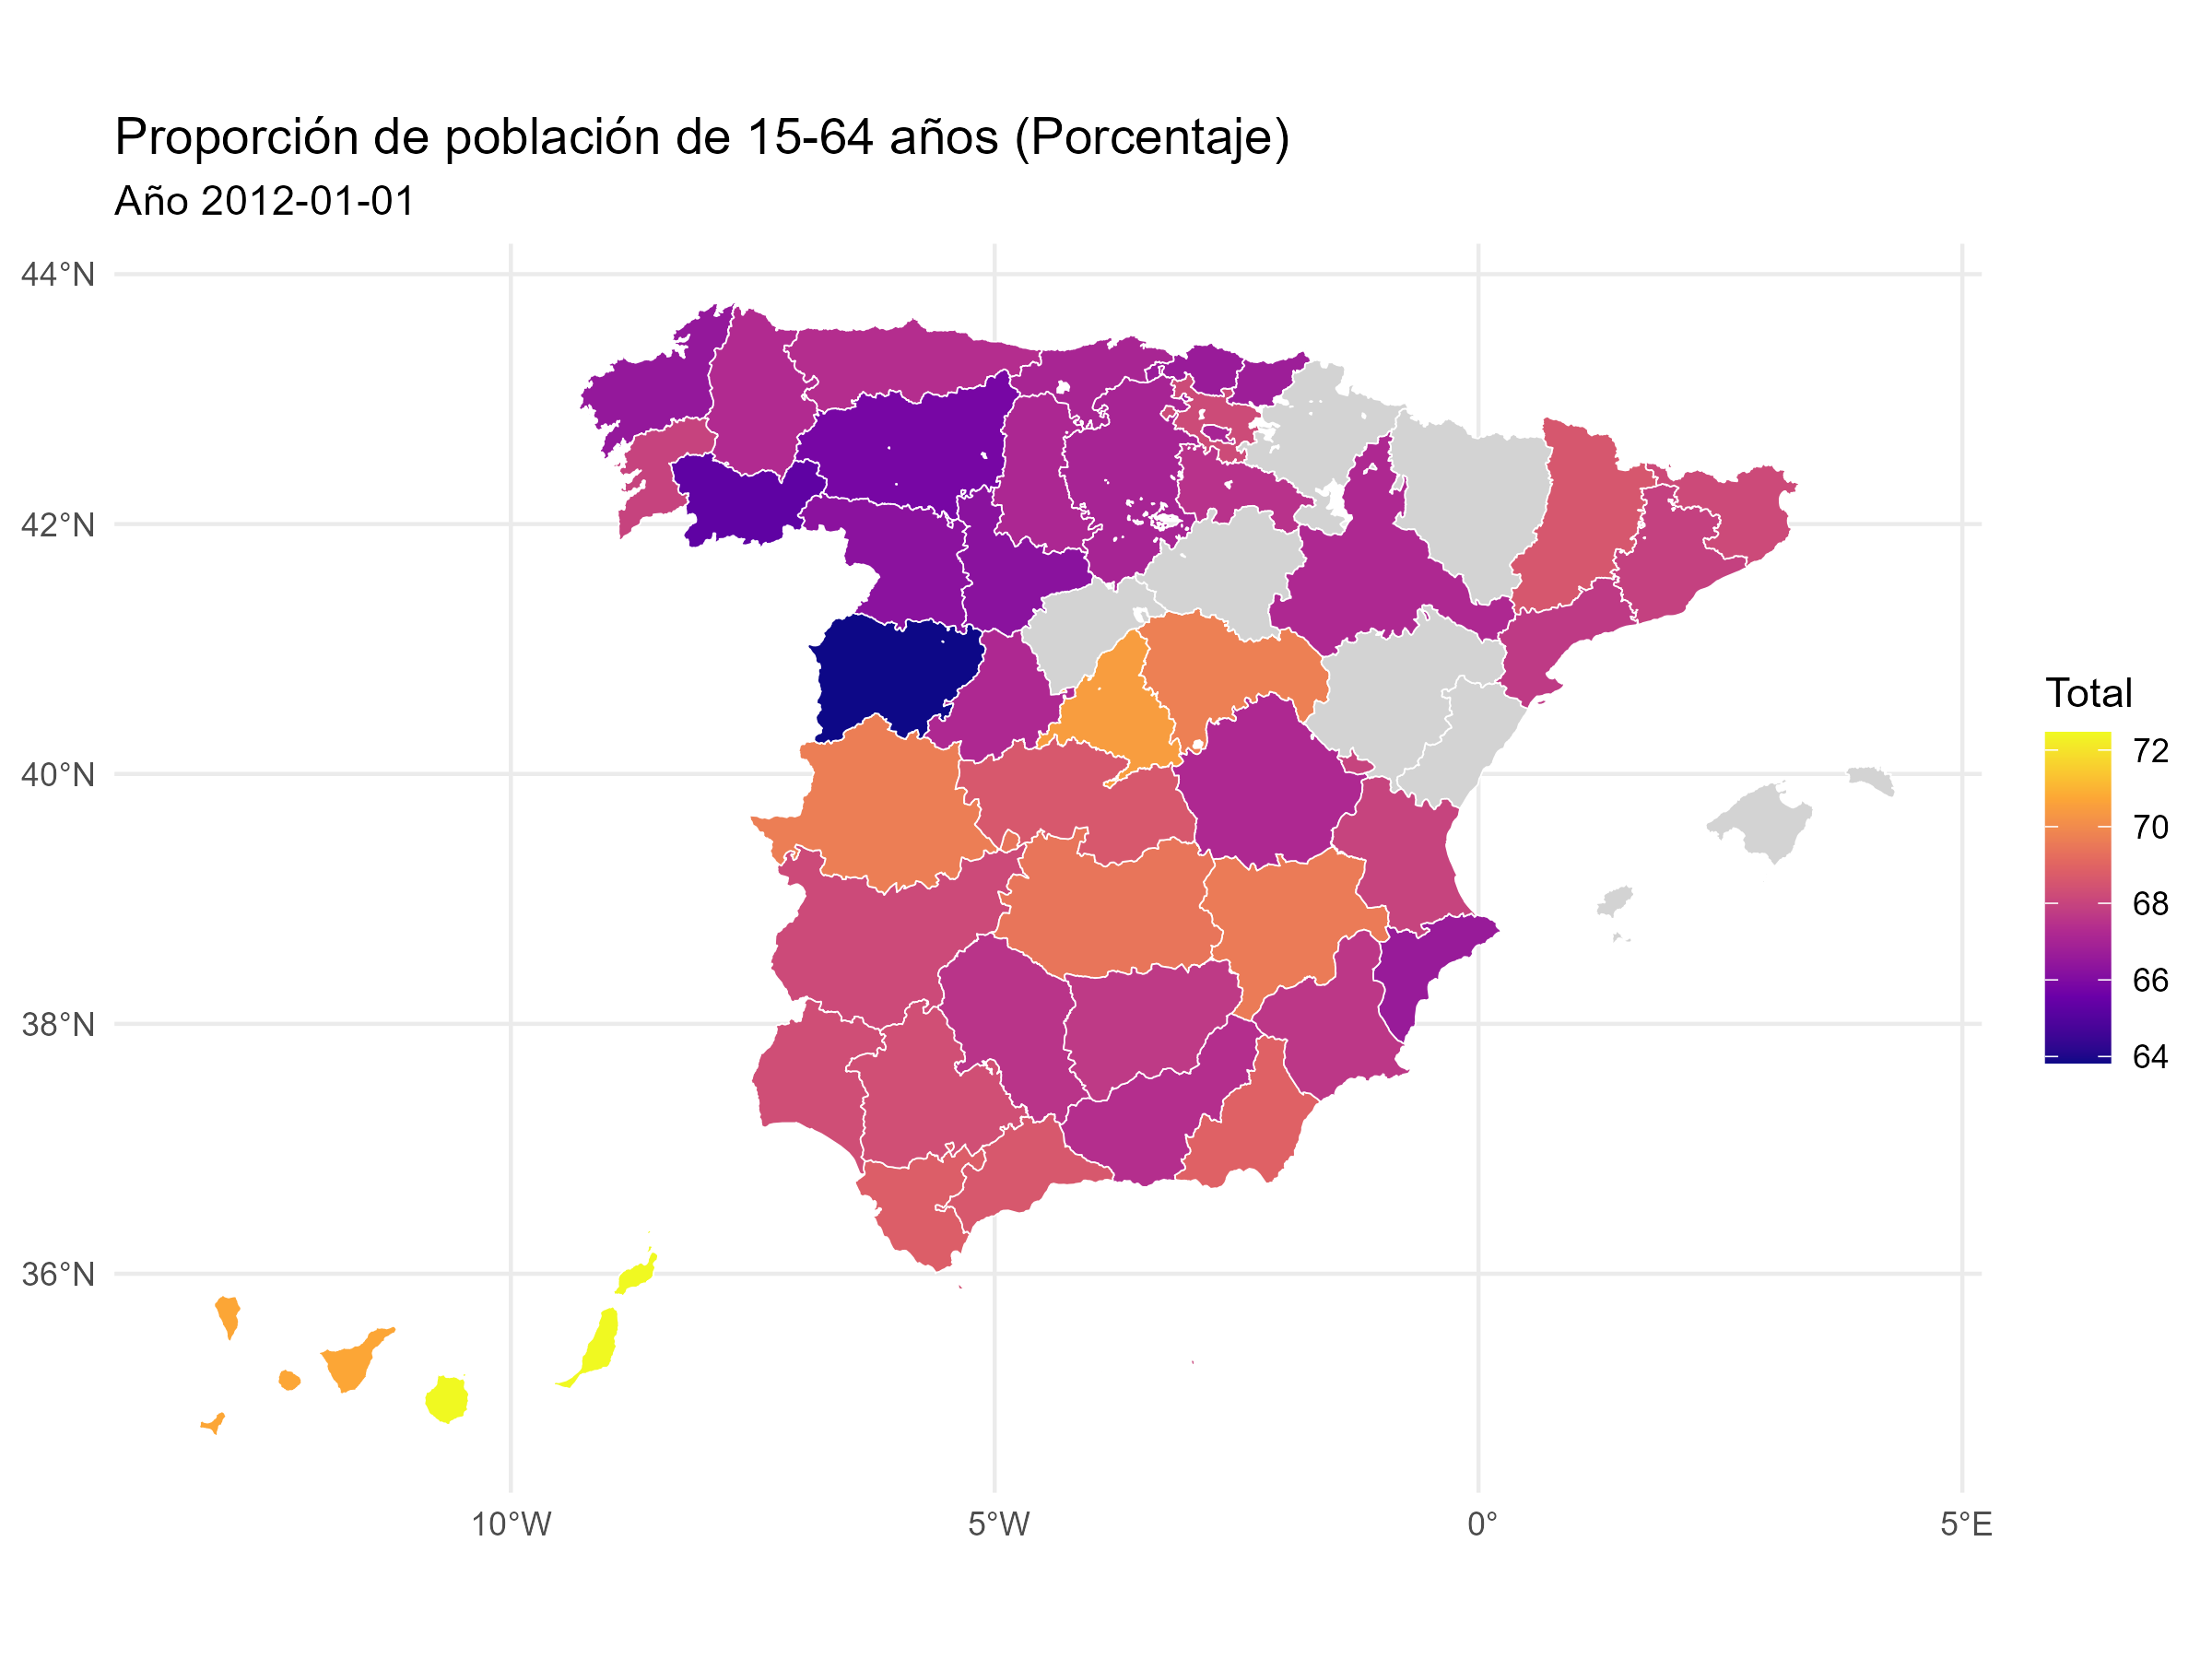 Proporción de población de 15-64 años (Porcentaje)
Año 2012-01-01
44°N
42°N
40°N
38°N
36°N
10°W
5°W
0°
5°E
Total
72
70
68
66
64